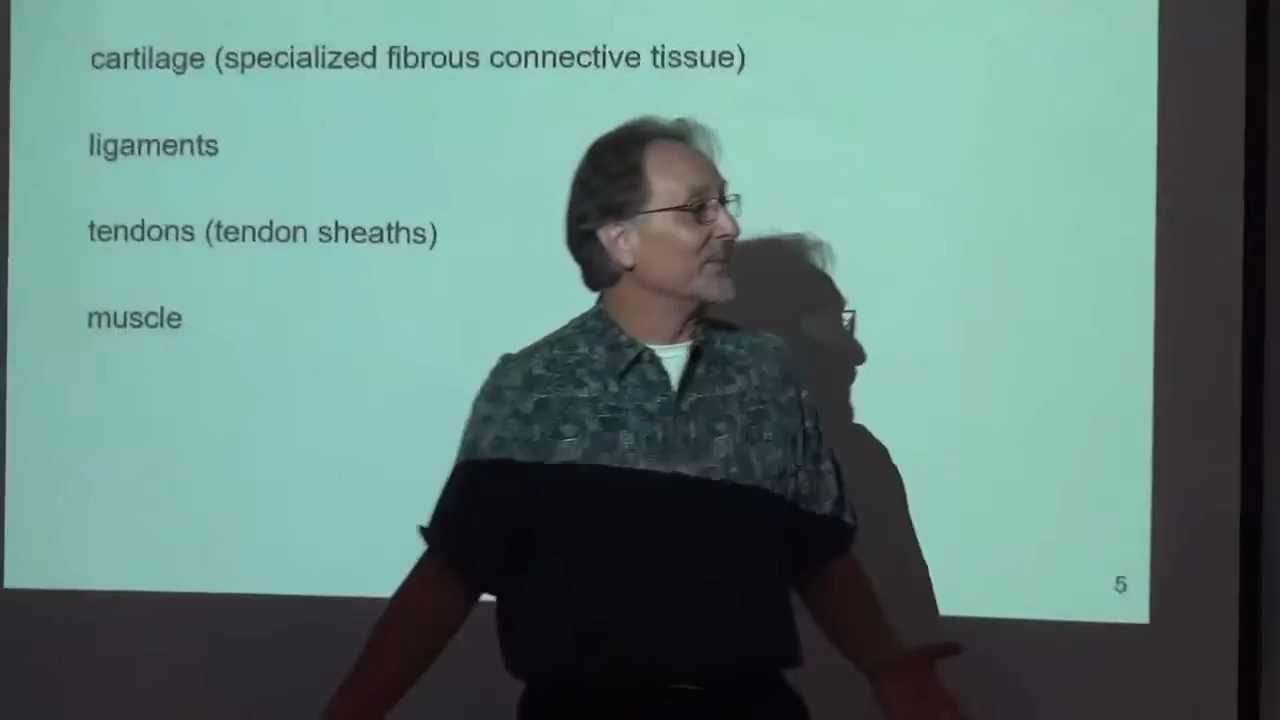 cartilage (specialized fibrous connective tissue)
ligaments
tendons (tendon sheaths)
muscle
5